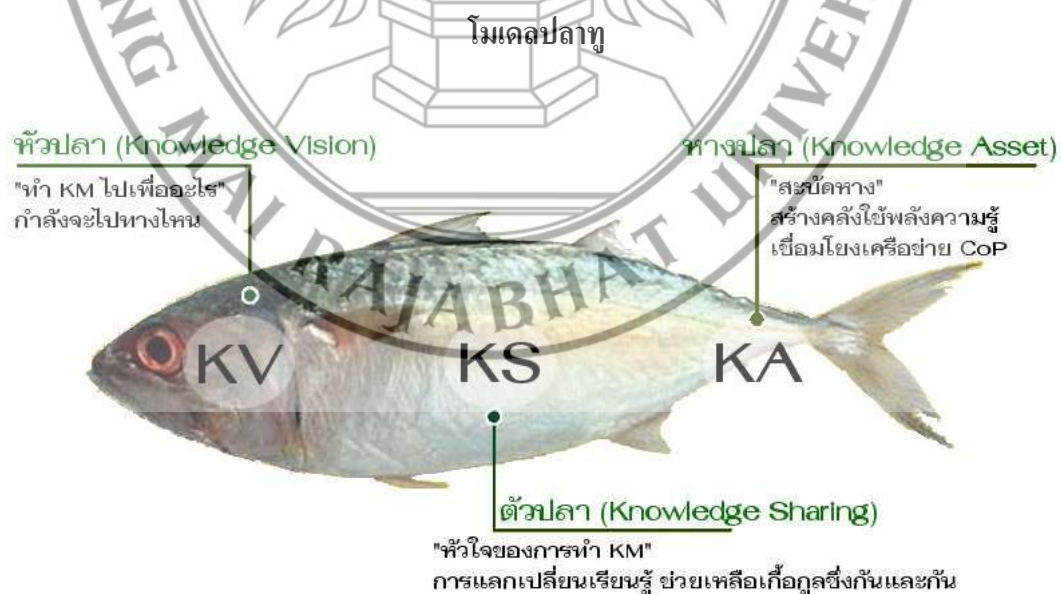 โมเดลปลาทู
หัวปลา (Knowledge Vision)
"ทำ KM ไปเพื่ออะไร"
กำลังจะไปทางไหน
หางปลา (Knowledge Asset)
"สะบัดหาง"
สร้างคลังใช้พลังความรู้
เชื่อมโยงเครือข่าย CoP
KV
KS
KA
ตัวปลา (Knowledge Sharing)
"หัวใจของการทำ KM"
การแลกเปลี่ยนเรียนรู้ ช่วยเหลือเกื้อกูลซึ่งกันและกัน
NG MAI RAJABHAT UNIVER